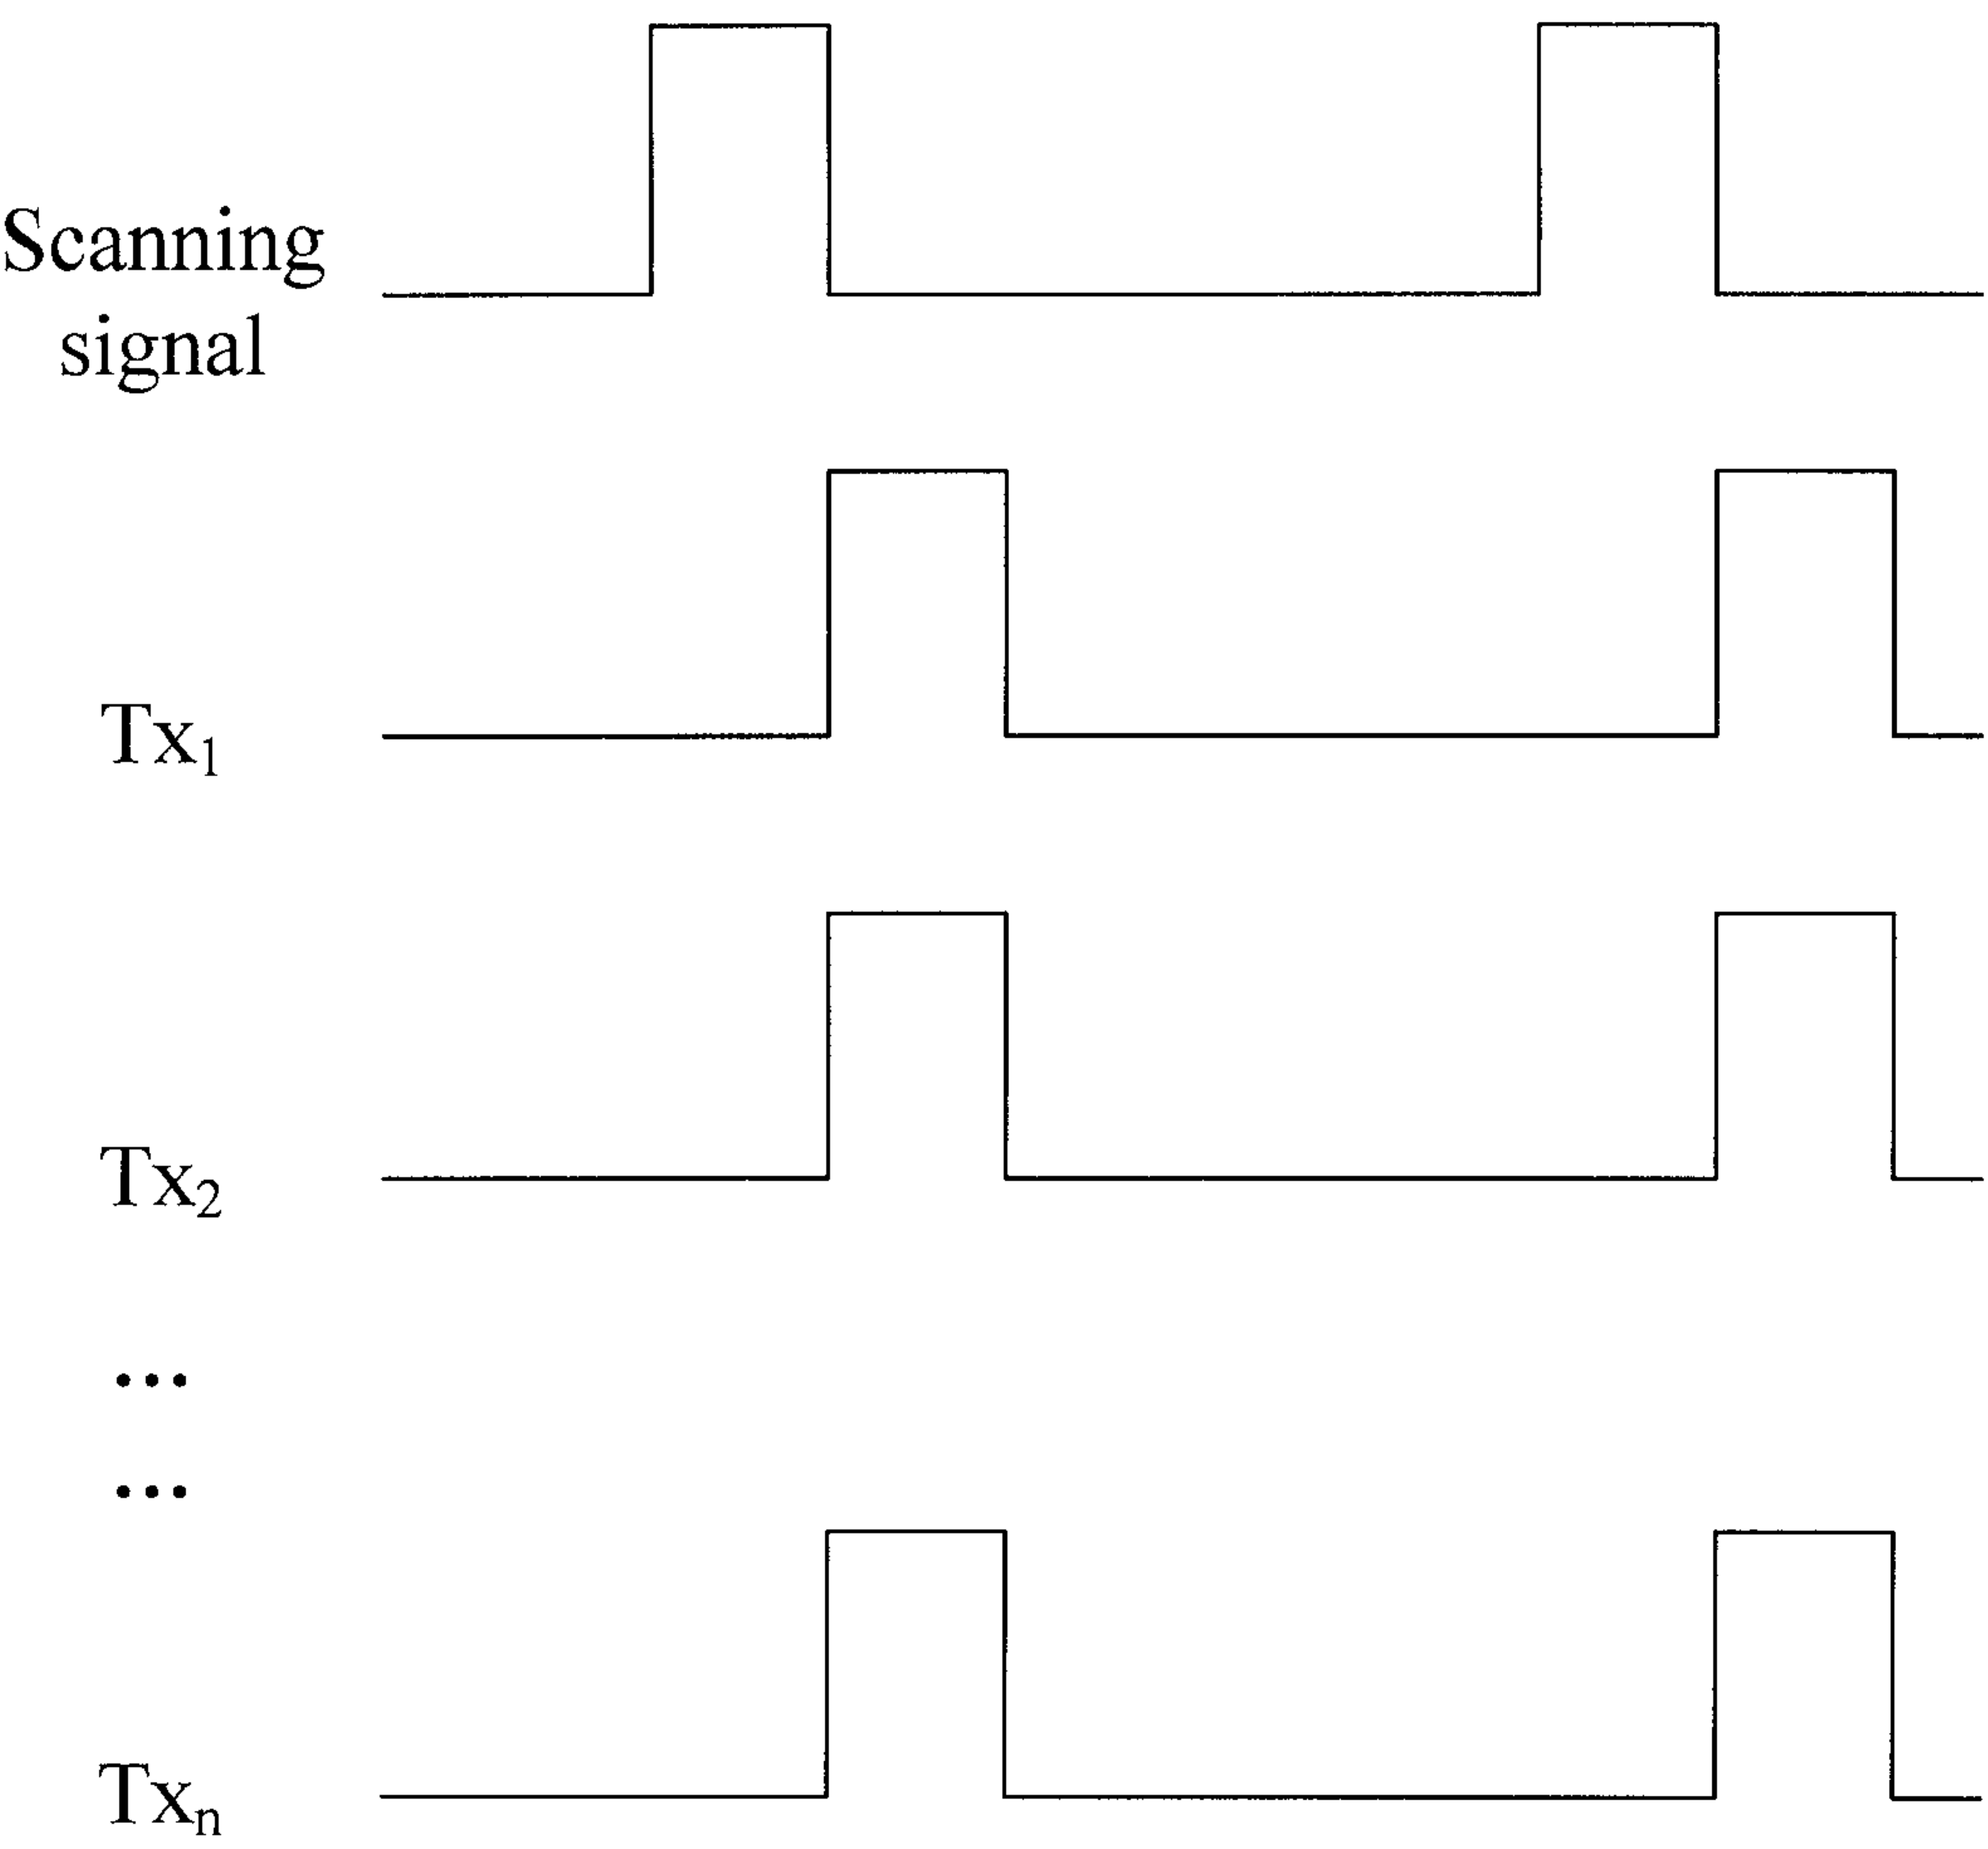 Scanning
signal
Tx₁
Tx₂
...
...
Txₙ